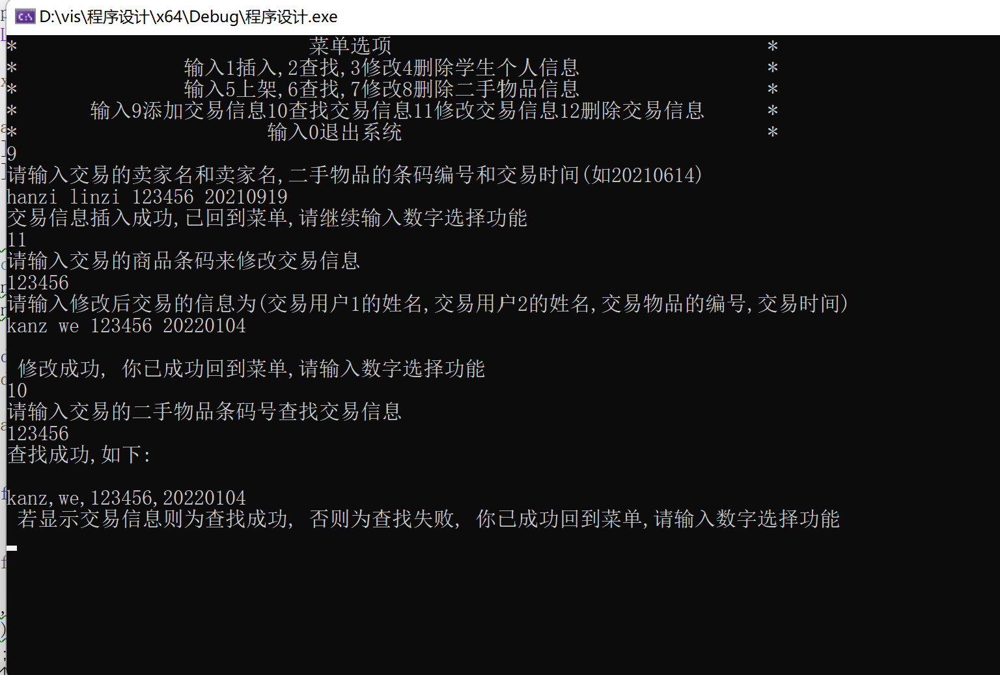 D:\vis\程序设计\x64\Debug\程序设计.exe
* 菜单选项 *
* 输入1插入,2查找,3修改4删除学生个人信息 *
* 输入5上架,6查找,7修改8删除二手物品信息 *
* 输入9添加交易信息10查找交易信息11修改交易信息12删除交易信息 *
* 输入0退出系统 *
9
请输入交易的卖家名和卖家名,二手物品的条码编号和交易时间(如20210614)
hanzi linzi 123456 20210919
交易信息插入成功,已回到菜单,请继续输入数字选择功能
11
请输入交易的商品条码来修改交易信息
123456
请输入修改后交易的信息为(交易用户1的姓名,交易用户2的姓名,交易物品的编号,交易时间)
kanz we 123456 20220104
修改成功, 你已成功回到菜单,请输入数字选择功能
10
请输入交易的二手物品条码号查找交易信息
123456
查找成功,如下:
kanz,we,123456,20220104
若显示交易信息则为查找成功, 否则为查找失败, 你已成功回到菜单,请输入数字选择功能